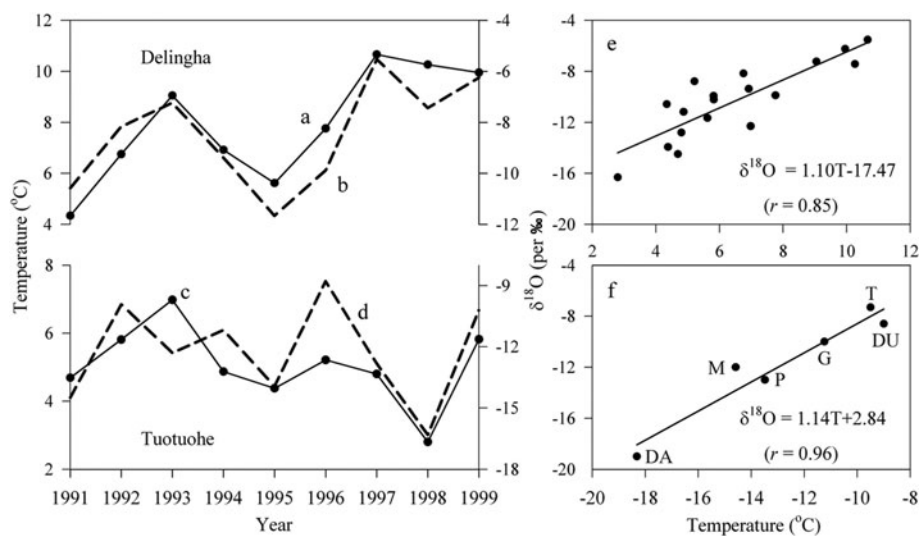 12
10
8
6
4
Delingha
a
b
-4
-6
-8
-10
-12
8
6
4
2
c
d
Tuotuohe
-9
-12
-15
-18
1991 1992 1993 1994 1995 1996 1997 1998 1999
Year
Temperature (°C)
δ¹⁸O (per ‰)
-4
-8
-12
-16
-20
e
δ¹⁸O = 1.10T-17.47
(r = 0.85)
2 4 6 8 10 12
-4
-8
-12
-16
-20
f
T
DU
G
M
P
DA
δ¹⁸O = 1.14T+2.84
(r = 0.96)
-20 -18 -16 -14 -12 -10 -8
Temperature (°C)